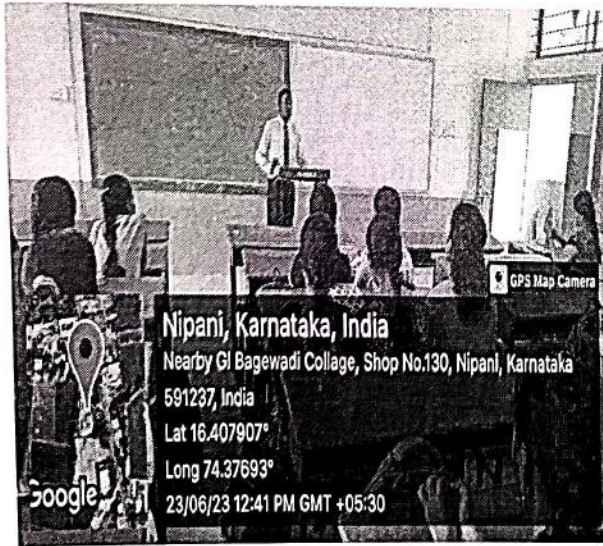 GPS Map Camera
Nipani, Karnataka, India
Nearby GI Bagewadi Collage, Shop No.130, Nipani, Karnataka
591237, India
Lat 16.407907°
Long 74.37693°
23/06/23 12:41 PM GMT +05:30
Google